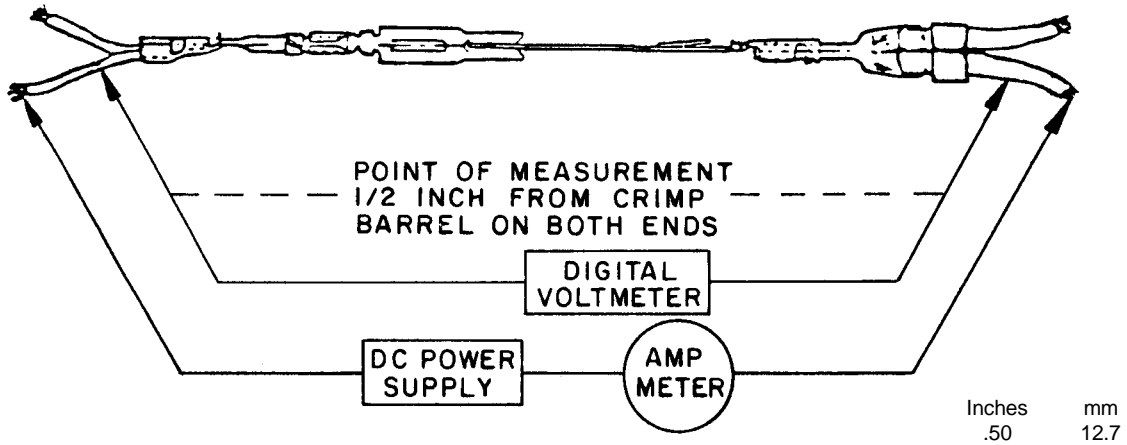 POINT OF MEASUREMENT
1/2 INCH FROM CRIMP
BARREL ON BOTH ENDS
DIGITAL
VOLTMETER
DC POWER
SUPPLY
AMP
METER
Inches mm
.50 12.7